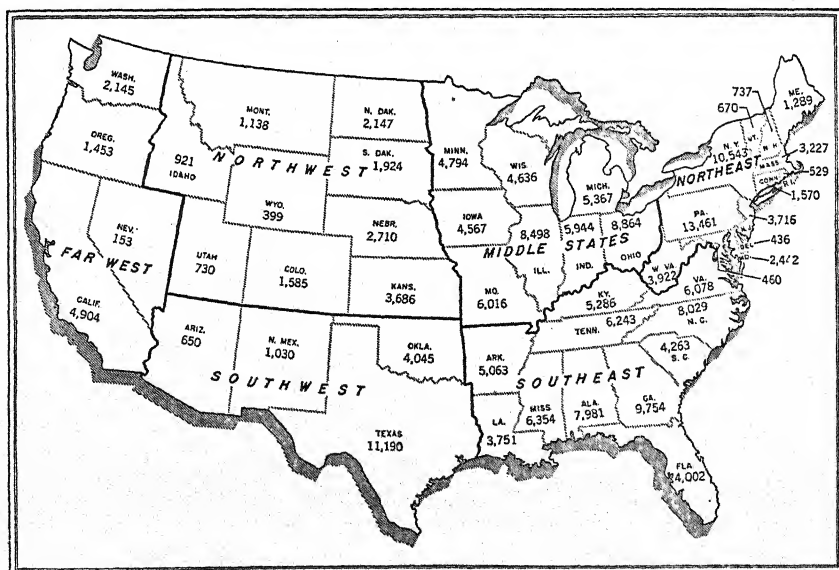 WASH.
2,145
OREG.
1,453
MONT.
1,138
921
IDAHO
NORTHWEST
WYO.
399
N. DAK.
2,147
S. DAK.
1,924
NEBR.
2,710
KANS.
3,686
UTAH
730
COLO.
1,585
NEV.
153
FAR WEST
CALIF.
4,904
ARIZ.
650
N. MEX.
1,030
OKLA.
4,045
SOUTHWEST
TEXAS
11,190
MINN.
4,794
WIS.
4,636
MICH.
5,367
IOWA
4,567
8,498
ILL.
5,944
IND.
8,864
OHIO
MIDDLE STATES
MO.
6,016
ARK.
5,063
LA.
3,751
SOUTHEAST
KY.
5,286
TENN. 6,243
MISS.
6,354
ALA.
7,981
GA.
9,754
FLA.
4,002
W VA
3,922
VA.
6,078
8,029
N. C.
4,263
S. C.
ME.
1,289
737
670
VT.
N H
N.Y.
10,543
NORTHEAST
MASS
CONN.
R.I.
PA.
13,461
3,227
529
1,570
3,716
436
2,442
460